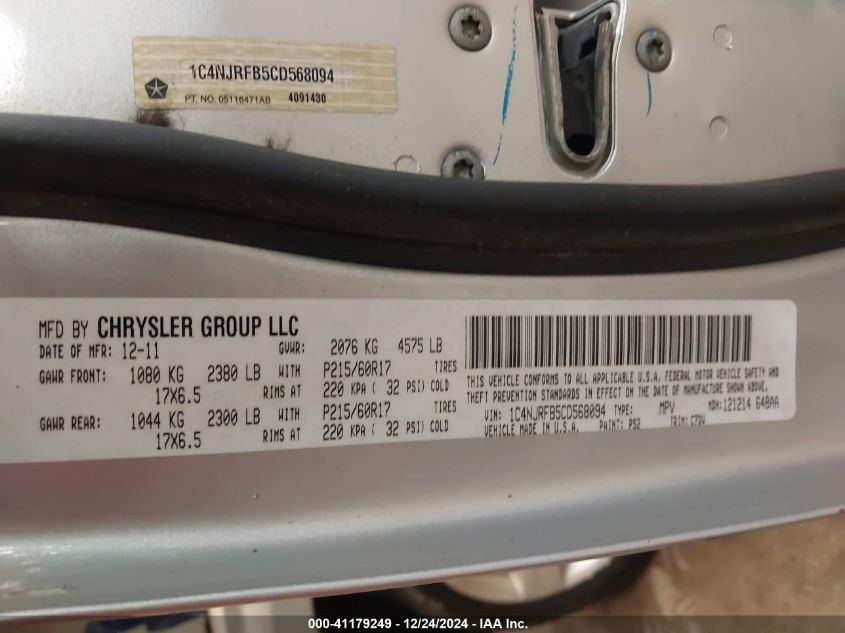 1C4NJRFB5CD568094
PT. NO. 05116471AB 4091430
MFD BY CHRYSLER GROUP LLC
DATE OF MFR: 12-11 GVWR: 2076 KG 4575 LB
GAWR FRONT: 1080 KG 2380 LB WITH P215/60R17 TIRES
17X6.5 RIMS AT 220 KPA ( 32 PSI) COLD
GAWR REAR: 1044 KG 2300 LB WITH P215/60R17 TIRES
17X6.5 RIMS AT 220 KPA ( 32 PSI) COLD
THIS VEHICLE CONFORMS TO ALL APPLICABLE U.S.A. FEDERAL MOTOR VEHICLE SAFETY AND
THEFT PREVENTION STANDARDS IN EFFECT ON THE DATE OF MANUFACTURE SHOWN ABOVE.
VIN: 1C4NJRFB5CD568094 TYPE: MPV MDH:121214 648AA
VEHICLE MADE IN U.S.A. PAINT: PS2 TRIM:
000-41179249 - 12/24/2024 - IAA Inc.